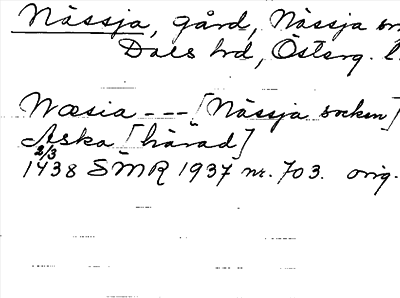 Nässja, gård, Nässja sn
Dals hd, Österg. l.
Wæsia --- [Nässja socken]
Aska [härad]
2/3
1438 SMR 1937 nr. 703. orig.